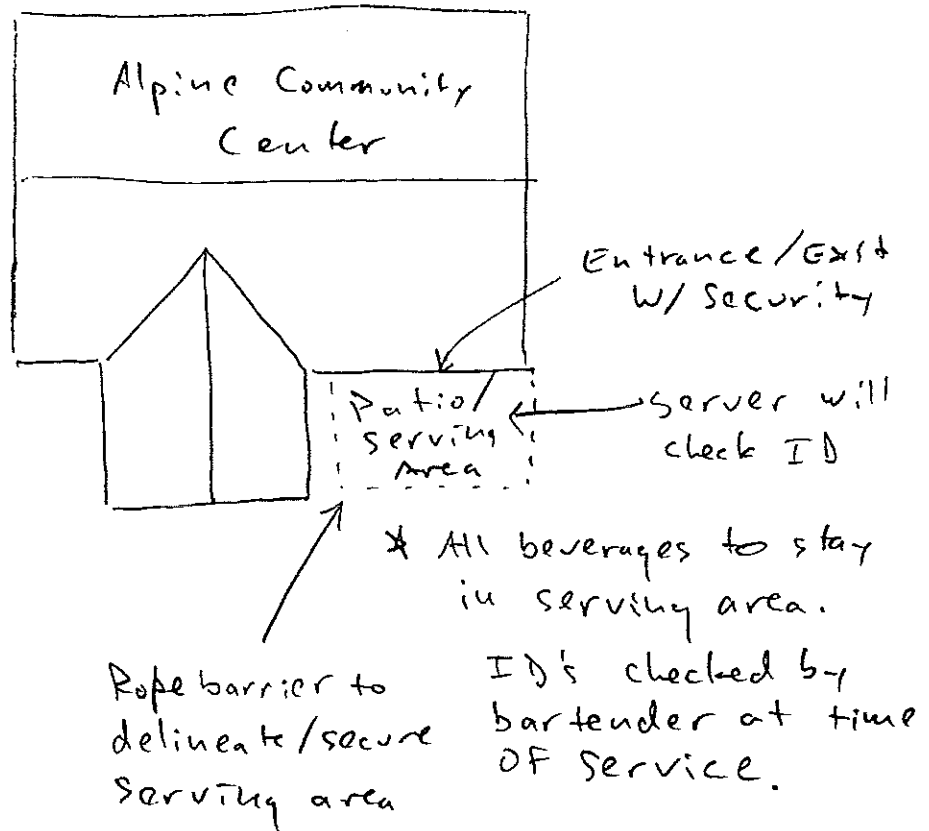 Alpine Community
Center
Entrance/Exit
W/ Security
Patio/
serving
Area
server will
check ID
* All beverages to stay
in serving area.
Rope barrier to
delineate/secure
serving area
ID's checked by
bartender at time
OF Service.